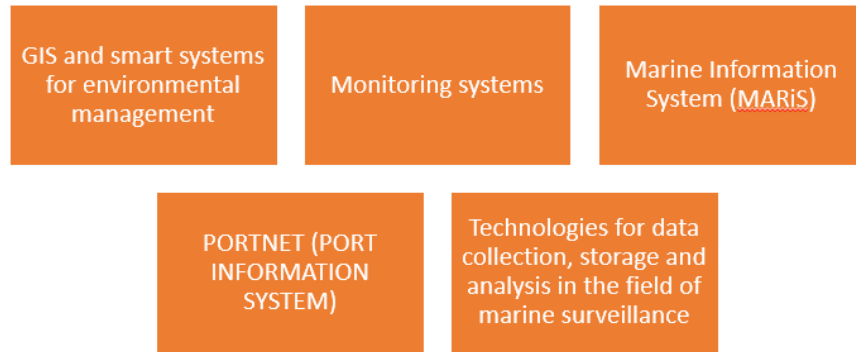 GIS and smart systems
for environmental
management
Monitoring systems
Marine Information
System (MARiS)
PORTNET (PORT
INFORMATION
SYSTEM)
Technologies for data
collection, storage and
analysis in the field of
marine surveillance